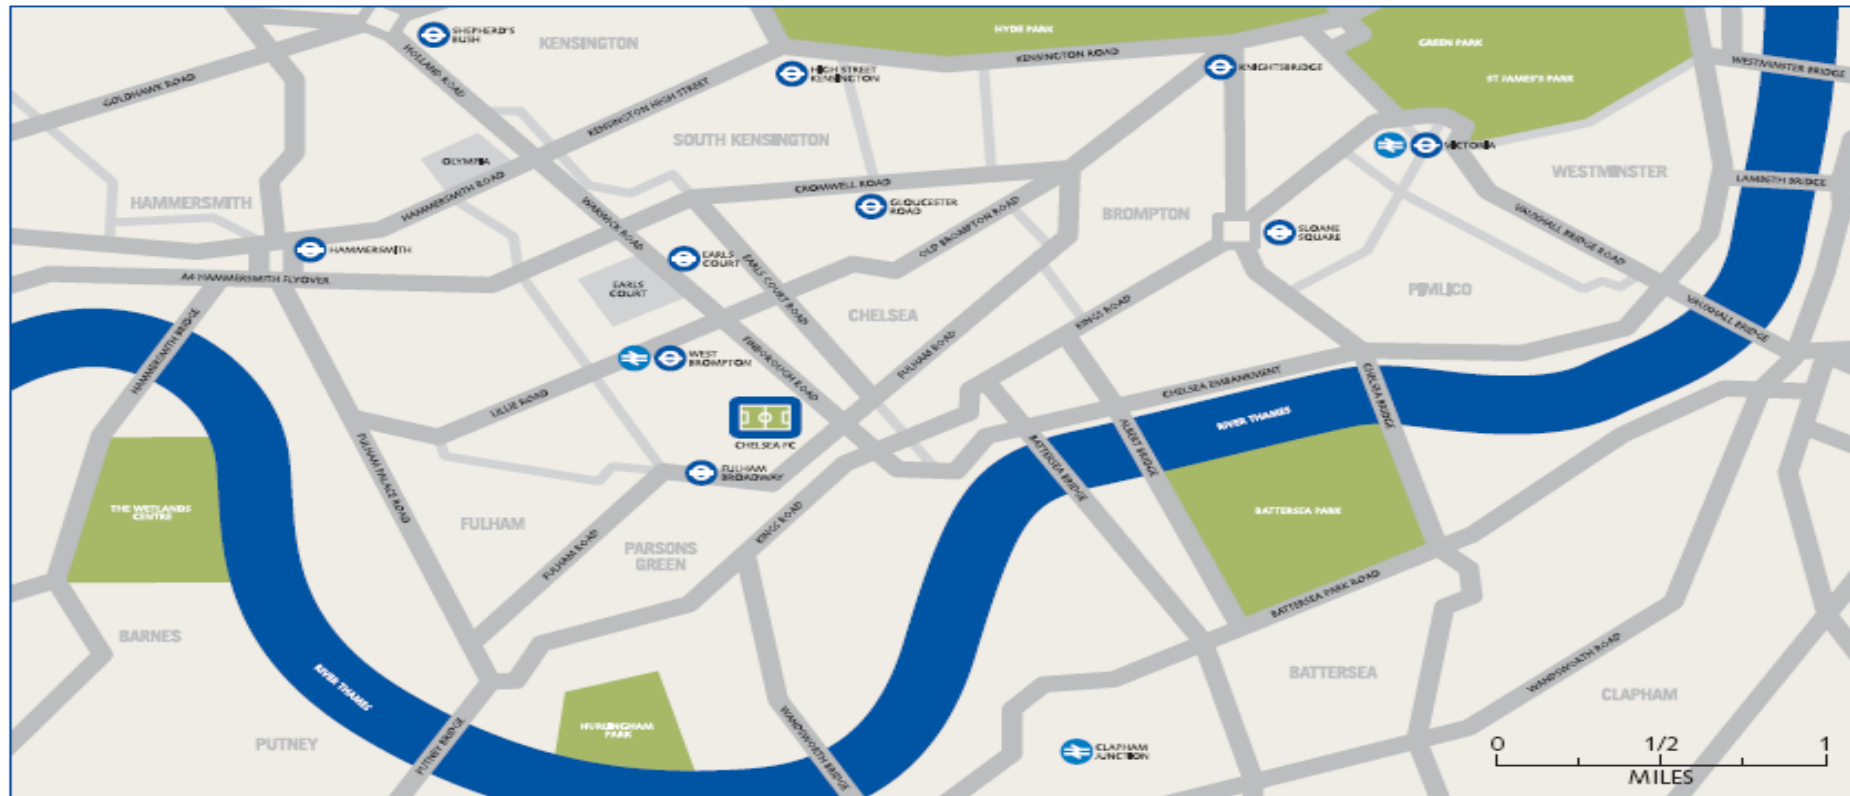 SHEPHERD'S
BUSH
KENSINGTON
HYDE PARK
GREEN PARK
ST JAMES'S PARK
HOLLAND ROAD
GOLDHAWK ROAD
HIGH STREET
KENSINGTON
KENSINGTON ROAD
KNIGHTSBRIDGE
WESTMINSTER BRIDGE
KENSINGTON HIGH STREET
SOUTH KENSINGTON
OLYMPIA
VICTORIA
WESTMINSTER
LAMBETH BRIDGE
HAMMERSMITH
HAMMERSMITH ROAD
WARWICK ROAD
CROMWELL ROAD
GLOUCESTER
ROAD
OLD BROMPTON ROAD
BROMPTON
SLOANE
SQUARE
VAUXHALL BRIDGE ROAD
HAMMERSMITH
A4 HAMMERSMITH FLYOVER
EARLS
COURT
EARLS
COURT
EARLS COURT ROAD
CHELSEA
PIMLICO
KINGS ROAD
VAUXHALL BRIDGE
HAMMERSMITH BRIDGE
WEST
BROMPTON
FINBOROUGH ROAD
FULHAM ROAD
LILLIE ROAD
CHELSEA EMBANKMENT
CHELSEA BRIDGE
RIVER THAMES
CHELSEA FC
ALBERT BRIDGE
BATTERSEA BRIDGE
FULHAM PALACE ROAD
FULHAM
BROADWAY
THE WETLANDS
CENTRE
FULHAM
KINGS ROAD
FULHAM ROAD
PARSONS
GREEN
BATTERSEA PARK
BATTERSEA PARK ROAD
BARNES
RIVER THAMES
BATTERSEA
WANDSWORTH ROAD
CLAPHAM
PUTNEY
PUTNEY BRIDGE
HURLINGHAM
PARK
WANDSWORTH BRIDGE
CLAPHAM
JUNCTION
0 1/2 1
MILES